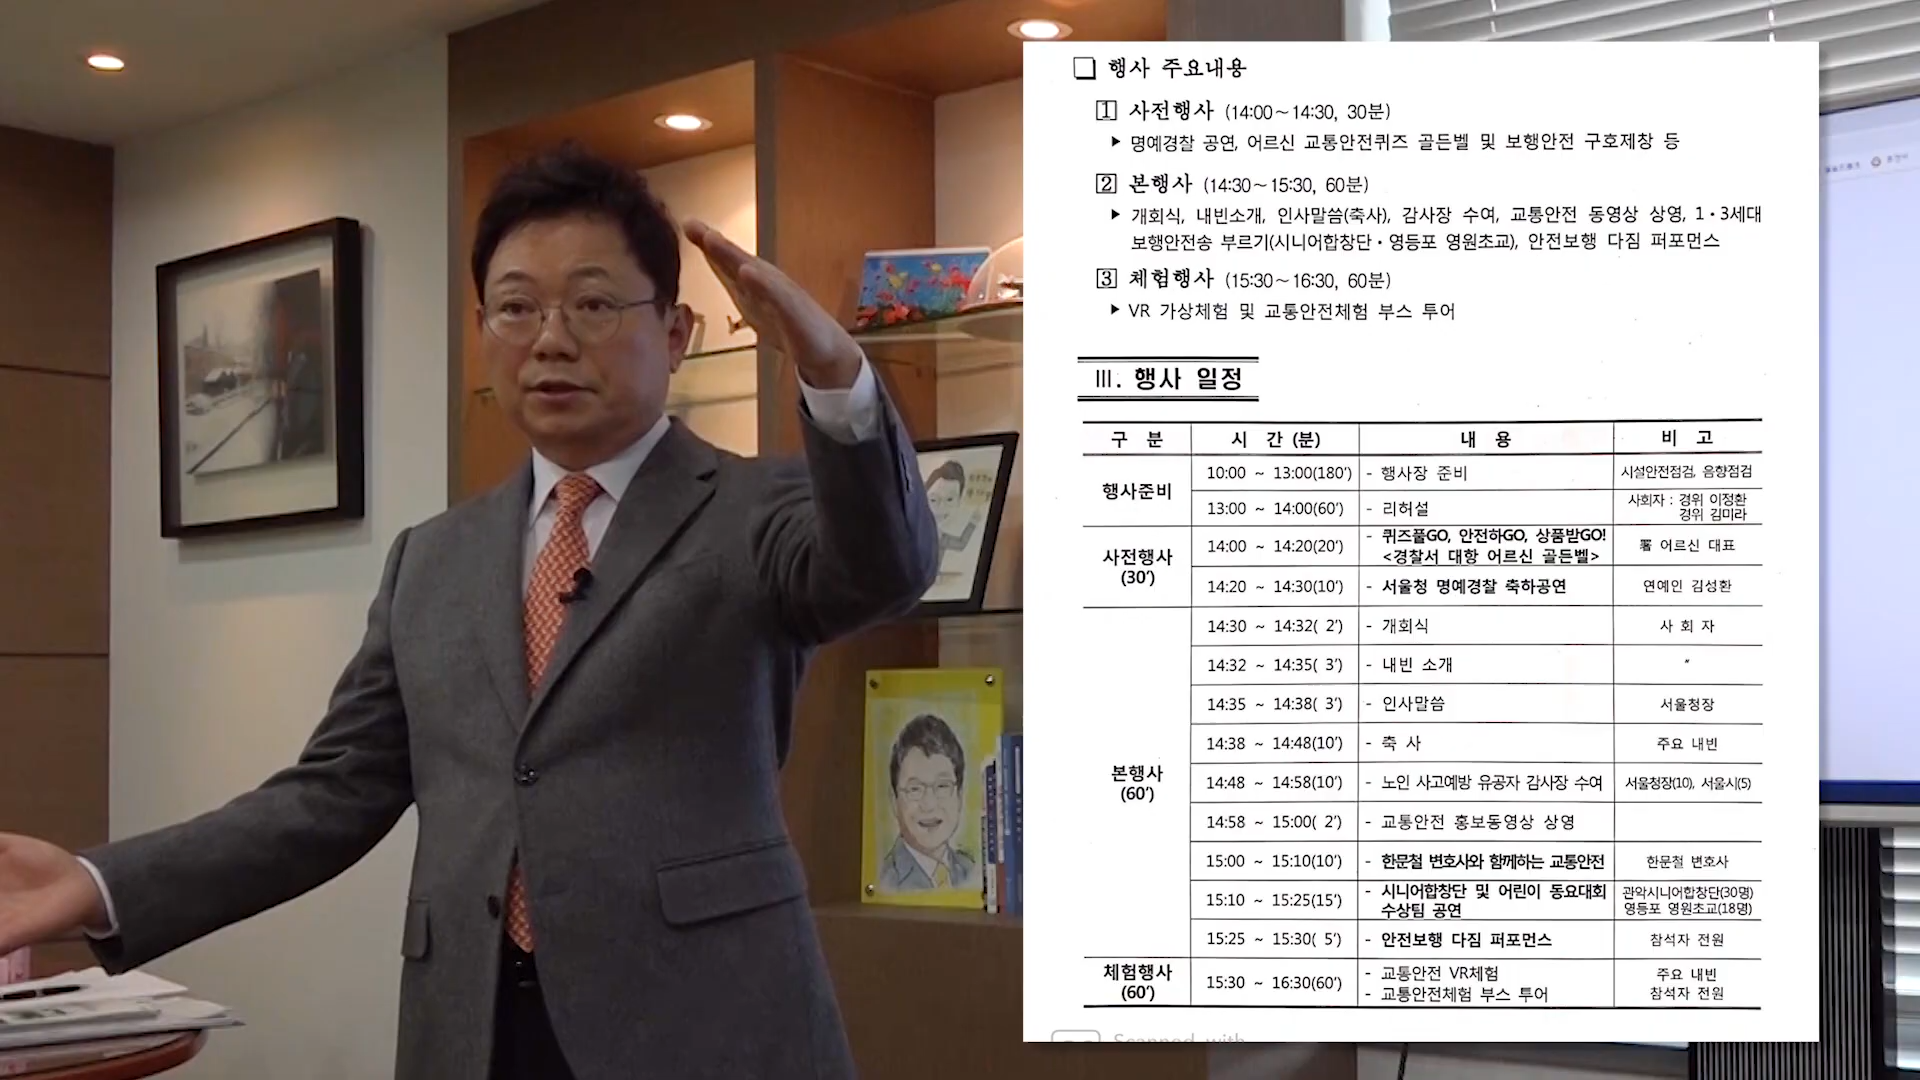 ❏ 행사 주요내용
1 사전행사 (14:00~14:30, 30분)
▶ 명예경찰 공연, 어르신 교통안전퀴즈 골든벨 및 보행안전 구호제창 등
2 본행사 (14:30~15:30, 60분)
▶ 개회식, 내빈소개, 인사말씀(축사), 감사장 수여, 교통안전 동영상 상영, 1·3세대
보행안전송 부르기(시니어합창단·영등포 영원초교), 안전보행 다짐 퍼포먼스
3 체험행사 (15:30~16:30, 60분)
▶ VR 가상체험 및 교통안전체험 부스 투어
Ⅲ. 행사 일정
구 분 시 간 (분) 내 용 비 고
행사준비
10:00 ~ 13:00(180′) - 행사장 준비 시설안전점검, 음향점검
13:00 ~ 14:00(60′) - 리허설 사회자 : 경위 이정환
경위 김미라
사전행사
(30′)
14:00 ~ 14:20(20′) - 퀴즈풀GO, 안전하GO, 상품받GO!
<경찰서 대항 어르신 골든벨> 署 어르신 대표
14:20 ~ 14:30(10′) - 서울청 명예경찰 축하공연 연예인 김성환
본행사
(60′)
14:30 ~ 14:32( 2′) - 개회식 사 회 자
14:32 ~ 14:35( 3′) - 내빈 소개 〃
14:35 ~ 14:38( 3′) - 인사말씀 서울청장
14:38 ~ 14:48(10′) - 축 사 주요 내빈
14:48 ~ 14:58(10′) - 노인 사고예방 유공자 감사장 수여 서울청장(10), 서울시(5)
14:58 ~ 15:00( 2′) - 교통안전 홍보동영상 상영
15:00 ~ 15:10(10′) - 한문철 변호사와 함께하는 교통안전 한문철 변호사
15:10 ~ 15:25(15′) - 시니어합창단 및 어린이 동요대회
수상팀 공연 관악시니어합창단(30명)
영등포 영원초교(18명)
15:25 ~ 15:30( 5′) - 안전보행 다짐 퍼포먼스 참석자 전원
체험행사
(60′)
15:30 ~ 16:30(60′) - 교통안전 VR체험
- 교통안전체험 부스 투어 주요 내빈
참석자 전원
Scanned with